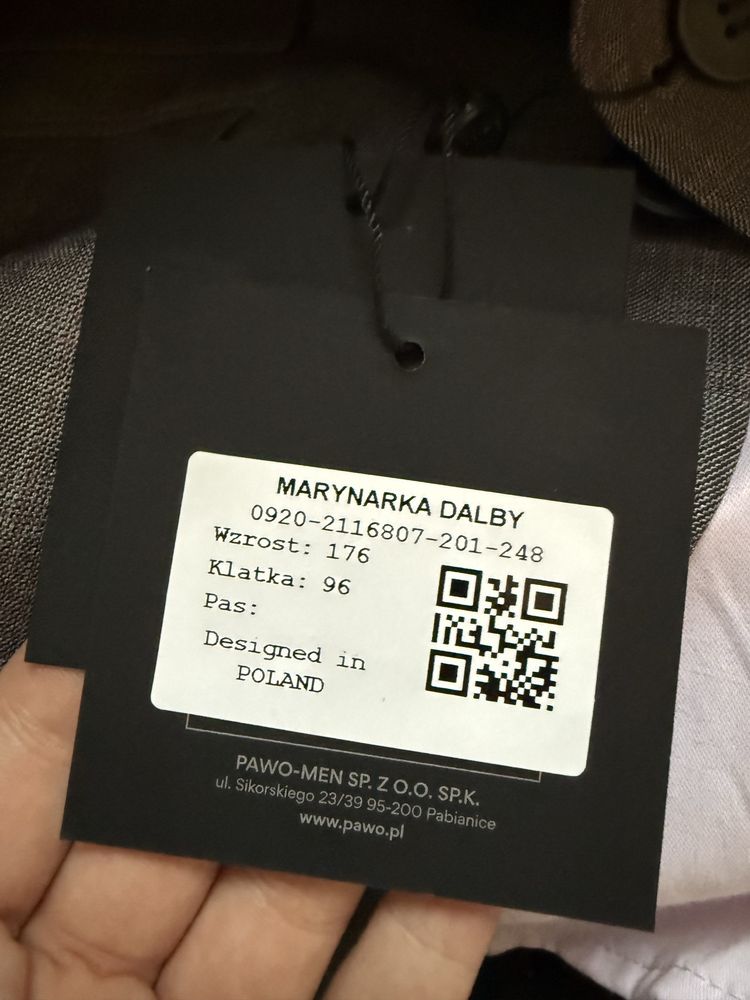 MARYNARKA DALBY
0920-2116807-201-248
Wzrost: 176
Klatka: 96
Pas:
Designed in
POLAND
PAWO-MEN SP. Z O.O. SP.K.
ul. Sikorskiego 23/39 95-200 Pabianice
www.pawo.pl